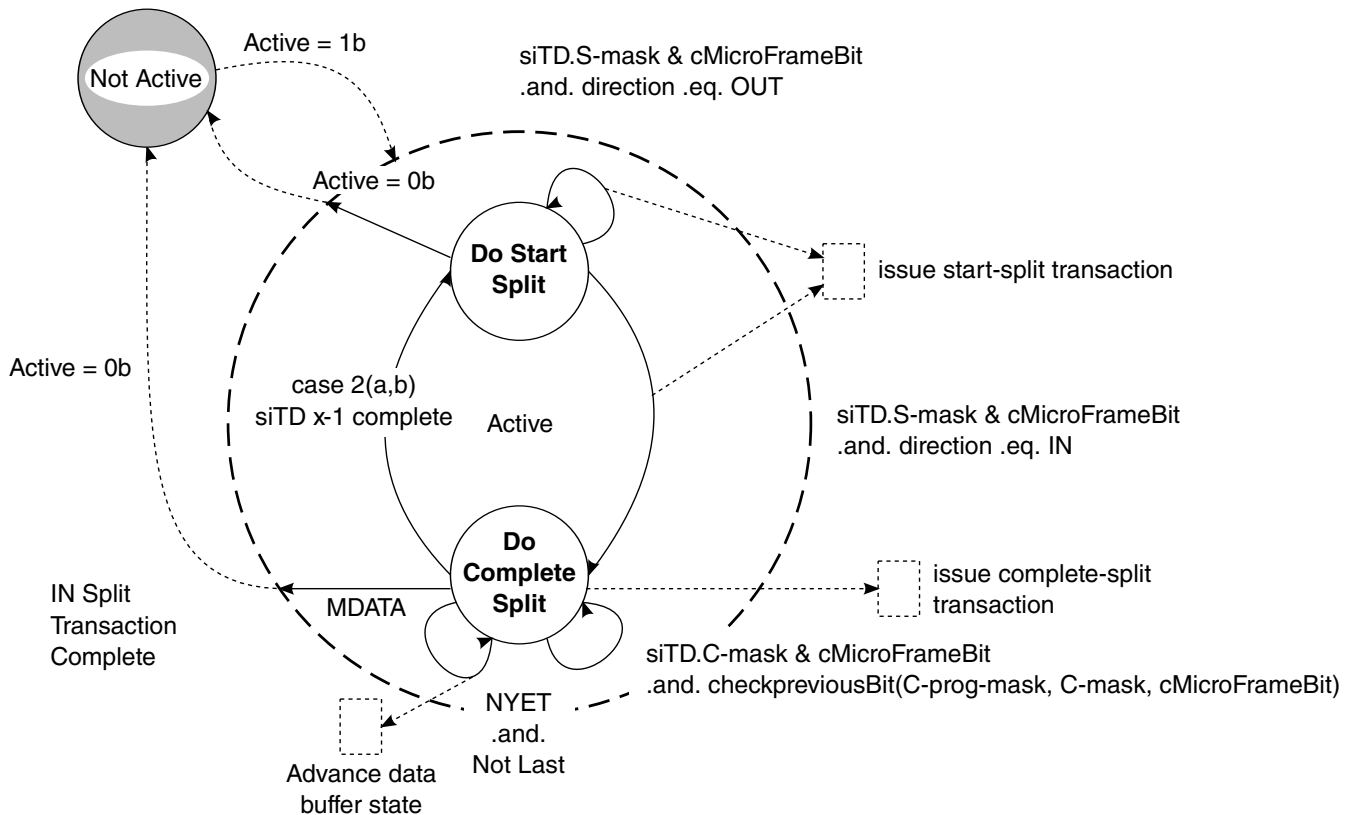 Active = 1b
siTD.S-mask & cMicroFrameBit
.and. direction .eq. OUT
Not Active
Active = 0b
Do Start
Split
issue start-split transaction
Active = 0b
case 2(a,b)
siTD x-1 complete
Active
siTD.S-mask & cMicroFrameBit
.and. direction .eq. IN
Do
Complete
Split
issue complete-split
transaction
IN Split
Transaction
Complete
MDATA
siTD.C-mask & cMicroFrameBit
.and. checkpreviousBit(C-prog-mask, C-mask, cMicroFrameBit)
NYET
.and.
Not Last
Advance data
buffer state